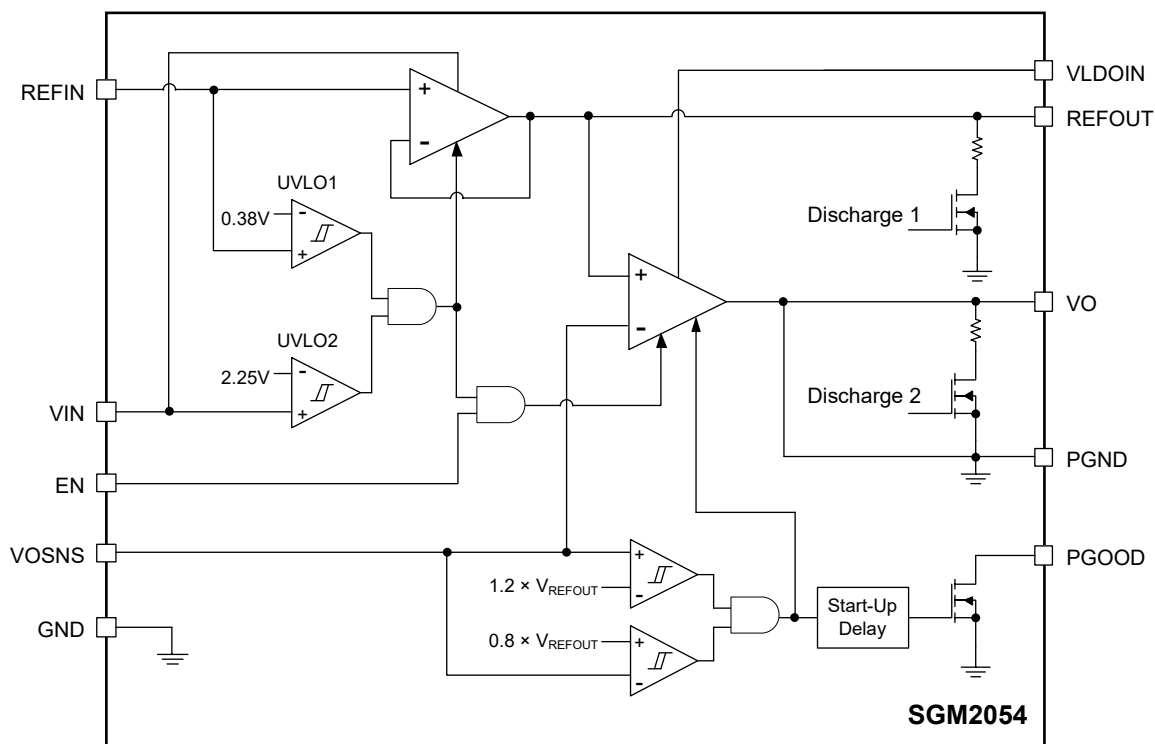 REFIN
VLDOIN
REFOUT
+
-
UVLO1
0.38V
-
+
Discharge 1
+
-
VO
UVLO2
2.25V
-
+
VIN
Discharge 2
PGND
EN
VOSNS
+
-
1.2 × VREFOUT
PGOOD
Start-Up
Delay
GND
0.8 × VREFOUT
+
-
SGM2054